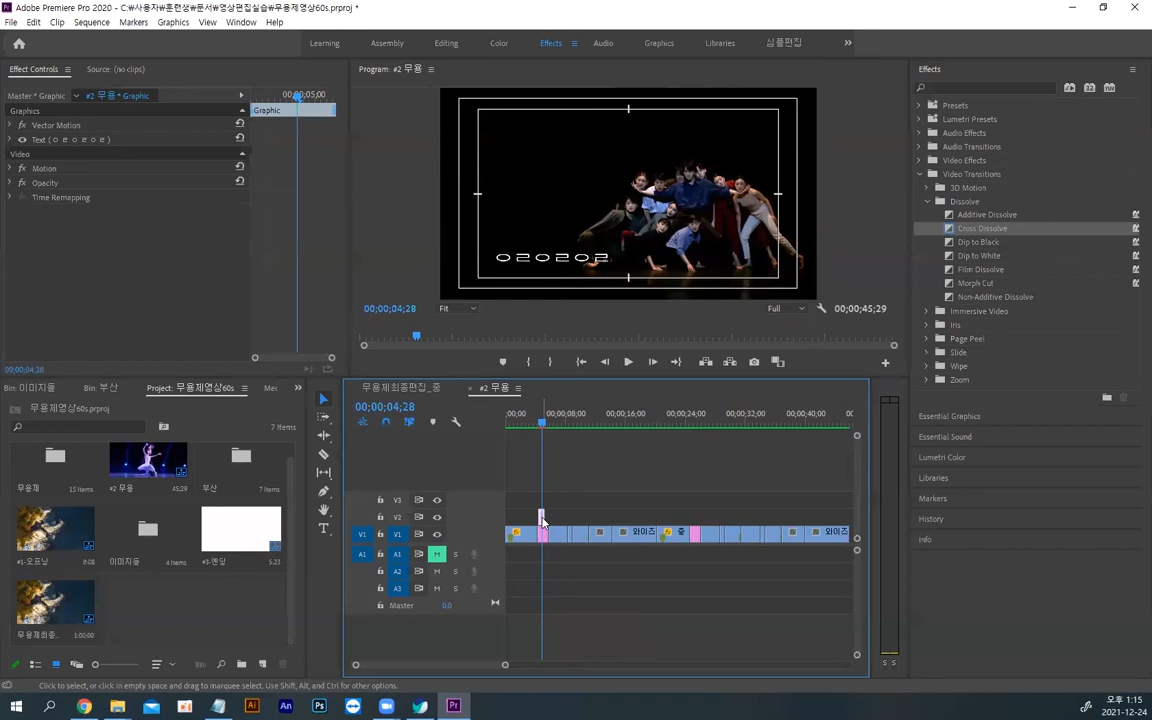 Adobe Premiere Pro 2020 - C:₩사용자₩훈련생₩문서₩영상편집실습₩무용제영상60s.prproj *
File Edit Clip Sequence Markers Graphics View Window Help
Learning Assembly Editing Color Effects Audio Graphics Libraries 심플편집
Effect Controls Source: (no clips)
Program: #2 무용
Effects
Master: * Graphic #2 무용 * Graphic 00;00;05;00
Graphics Graphic
Vector Motion
Text ( ㅇㄹㅇㄹㅇㄹ )
Video
Motion
Opacity
Time Remapping
00;00;04;28
ㅇㄹㅇㄹㅇㄹ
00;00;04;28 Fit Full 00;00;45;29
Presets
Lumetri Presets
Audio Effects
Audio Transitions
Video Effects
Video Transitions
3D Motion
Dissolve
Additive Dissolve
Cross Dissolve
Dip to Black
Dip to White
Film Dissolve
Morph Cut
Non-Additive Dissolve
Immersive Video
Iris
Page Peel
Slide
Wipe
Zoom
Essential Graphics
Essential Sound
Lumetri Color
Libraries
Markers
History
Info
Bin: 이미지들 Bin: 부산 Project: 무용제영상60s
무용제영상60s.prproj
7 Items
무용제 15 Items
#2 무용 45;29
부산 7 Items
#1-오프닝 7;08
이미지들 4 Items
#3-엔딩 5;23
무용제최종... 1;00;00
무용제최종편집_중 × #2 무용
00;00;04;28
;00;00 00;00;08;00 00;00;16;00 00;00;24;00 00;00;32;00 00;00;40;00 00
V3
V2
V1 V1 와이즈 중 와이즈
A1 A1 M S
A2 M S
A3 M S
Master 0.0
S S
Click to select, or click in empty space and drag to marquee select. Use Shift, Alt, and Ctrl for other options.
오후 1:15
2021-12-24